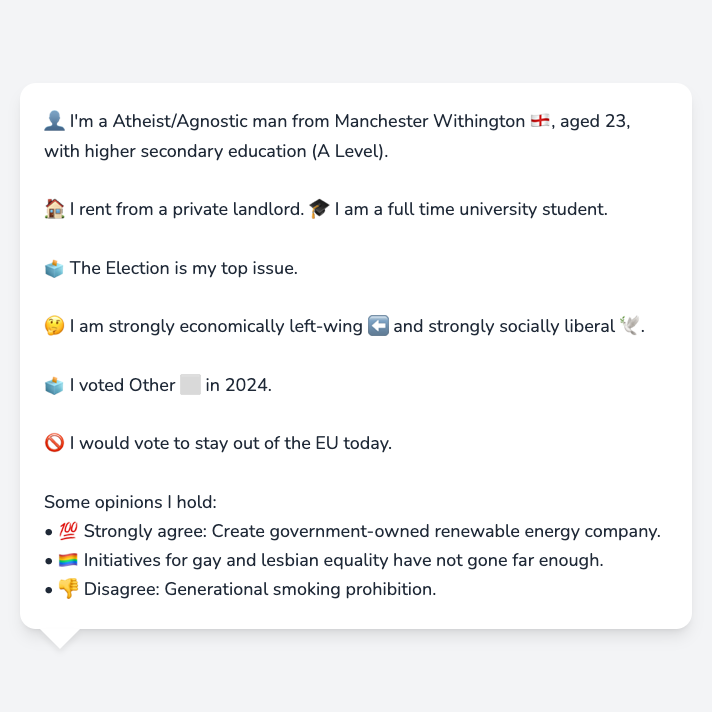 👤 I'm a Atheist/Agnostic man from Manchester Withington 🏴󠁧󠁢󠁥󠁮󠁧󠁿, aged 23,
with higher secondary education (A Level).
🏠 I rent from a private landlord. 🎓 I am a full time university student.
🗳️ The Election is my top issue.
🤔 I am strongly economically left-wing ⬅️ and strongly socially liberal 🕊️.
🗳️ I voted Other ⬜ in 2024.
🚫 I would vote to stay out of the EU today.
Some opinions I hold:
• 💯 Strongly agree: Create government-owned renewable energy company.
• 🏳️‍🌈 Initiatives for gay and lesbian equality have not gone far enough.
• 👎 Disagree: Generational smoking prohibition.